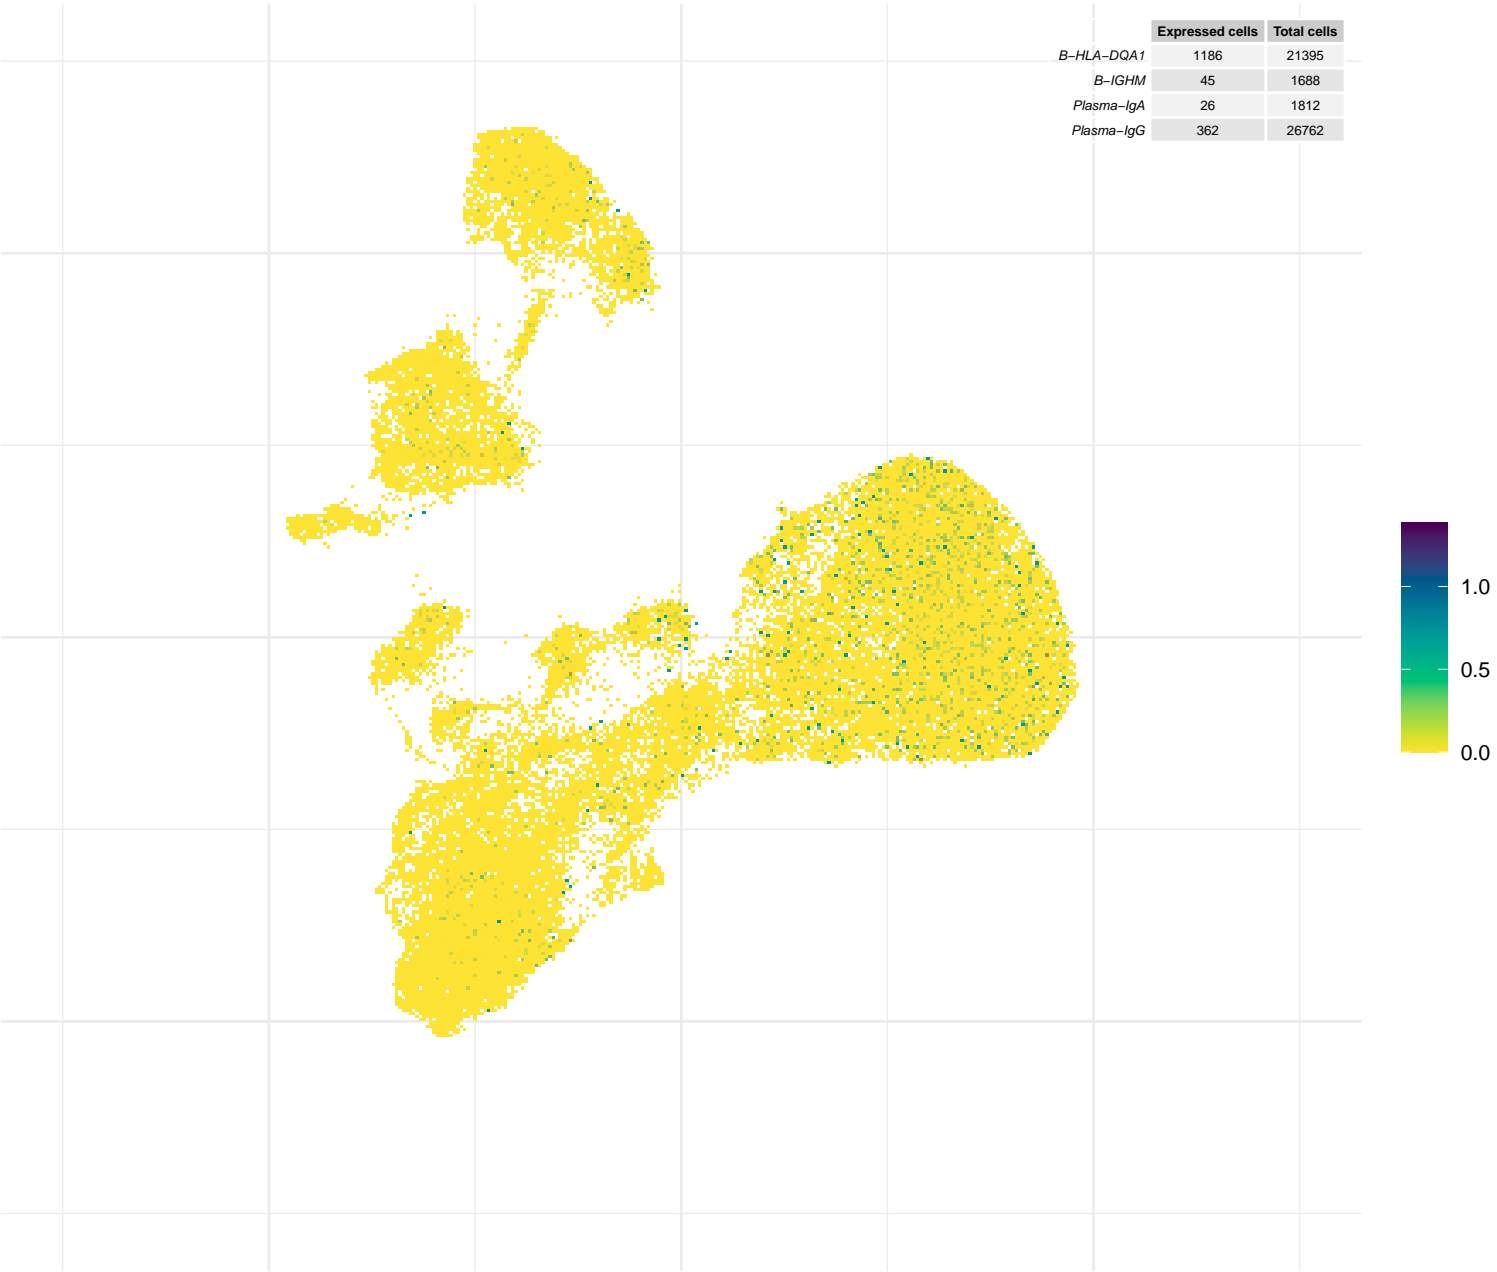 Expressed cells Total cells
B−HLA−DQA1 1186 21395
B−IGHM 45 1688
Plasma−IgA 26 1812
Plasma−IgG 362 26762
1.0
0.5
0.0